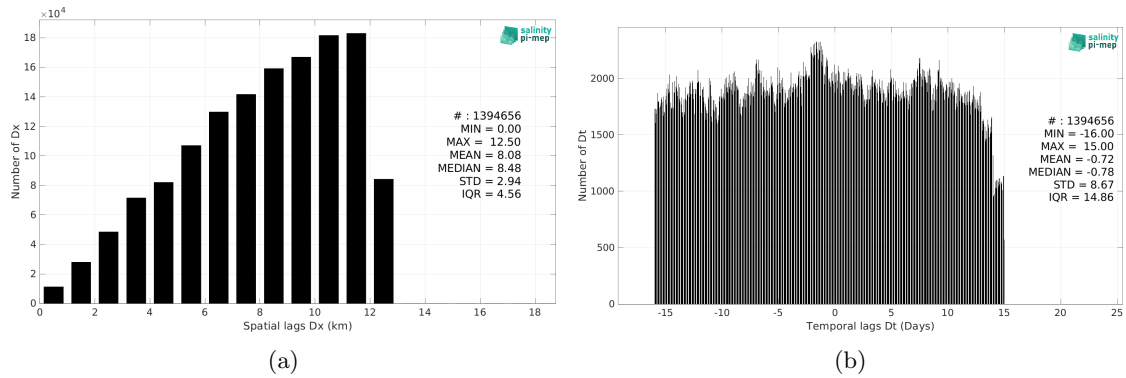 ×10⁴
18
16
14
12
10
8
6
4
2
0
0 2 4 6 8 10 12 14 16 18
Number of Dx
Spatial lags Dx (km)
salinity
pi-mep
# : 1394656
MIN = 0.00
MAX = 12.50
MEAN = 8.08
MEDIAN = 8.48
STD = 2.94
IQR = 4.56
(a)
2000
1500
1000
500
0
-15 -10 -5 0 5 10 15 20 25
Number of Dt
Temporal lags Dt (Days)
salinity
pi-mep
# : 1394656
MIN = -16.00
MAX = 15.00
MEAN = -0.72
MEDIAN = -0.78
STD = 8.67
IQR = 14.86
(b)